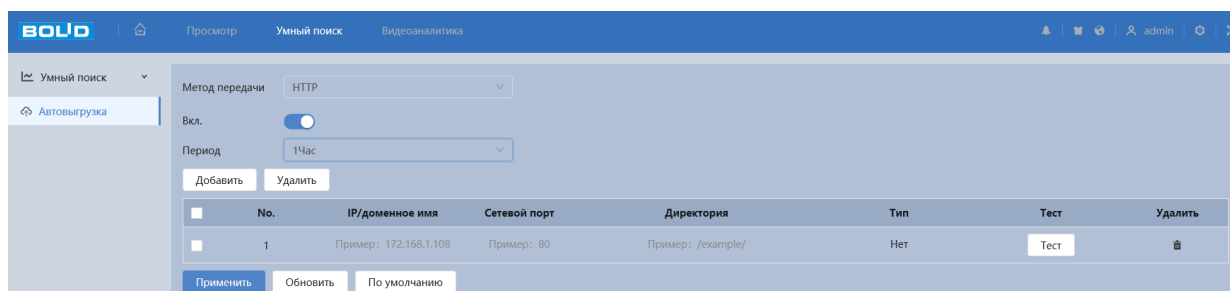 BOLID Просмотр Умный поиск Видеоаналитика admin
Умный поиск
Автовыгрузка
Метод передачи HTTP
Вкл.
Период 1Час
Добавить Удалить
No. IP/доменное имя Сетевой порт Директория Тип Тест Удалить
1 Пример: 172.168.1.108 Пример: 80 Пример: /example/ Нет Тест
Применить Обновить По умолчанию